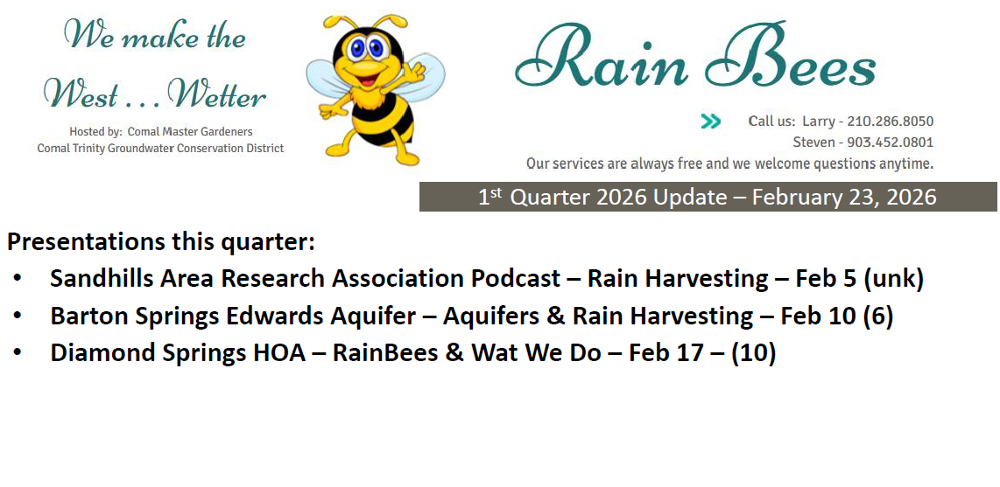 We make the
West . . . Wetter
Hosted by: Comal Master Gardeners
Comal Trinity Groundwater Conservation District
Rain Bees
Call us: Larry - 210.286.8050
Steven - 903.452.0801
Our services are always free and we welcome questions anytime.
1st Quarter 2026 Update – February 23, 2026
Presentations this quarter:
• Sandhills Area Research Association Podcast – Rain Harvesting – Feb 5 (unk)
• Barton Springs Edwards Aquifer – Aquifers & Rain Harvesting – Feb 10 (6)
• Diamond Springs HOA – RainBees & Wat We Do – Feb 17 – (10)